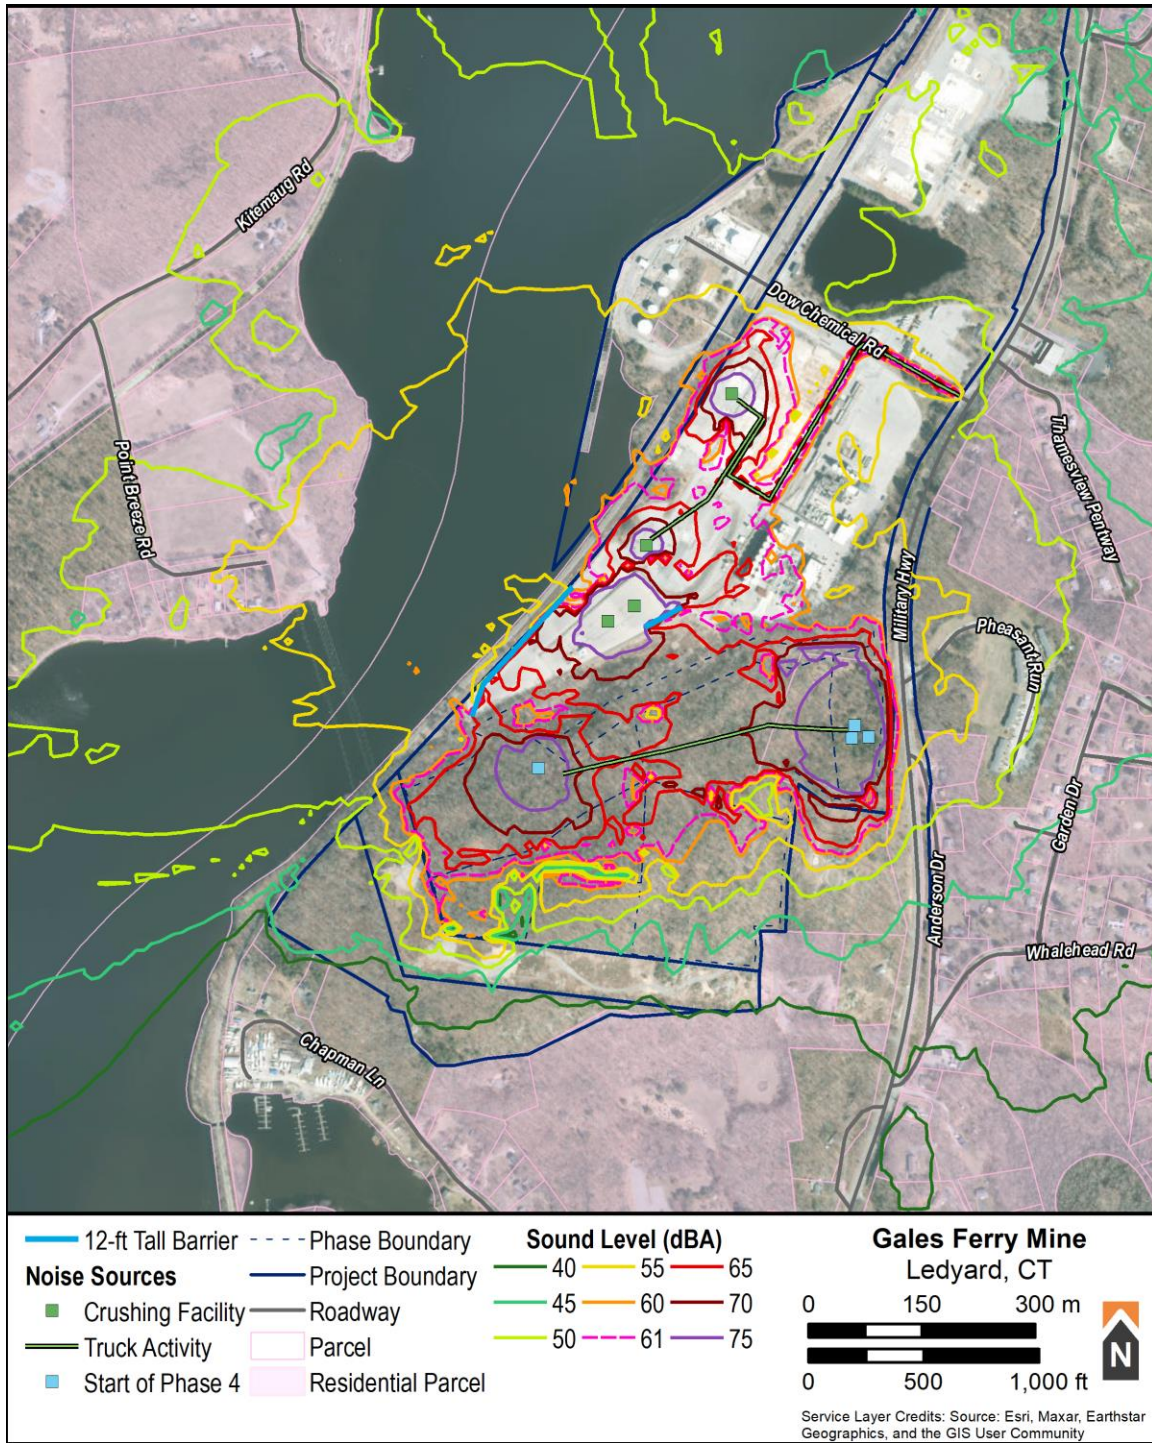 Kitemaug Rd
Dow Chemical Rd
Point Breeze Rd
Thamesview Pentway
Military Hwy
Pheasant Run
Garden Dr
Anderson Dr
Whalehead Rd
Chapman Ln
12-ft Tall Barrier
Noise Sources
Crushing Facility
Truck Activity
Start of Phase 4
Phase Boundary
Project Boundary
Roadway
Parcel
Residential Parcel
Sound Level (dBA)
40 55 65
45 60 70
50 61 75
Gales Ferry Mine
Ledyard, CT
0 150 300 m
0 500 1,000 ft
N
Service Layer Credits: Source: Esri, Maxar, Earthstar
Geographics, and the GIS User Community